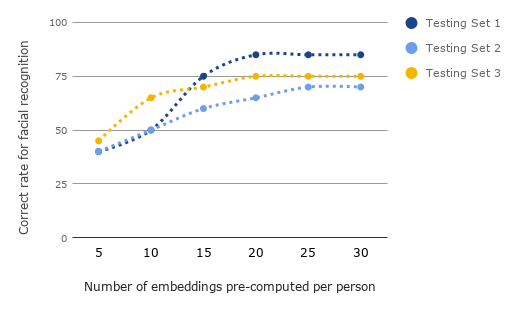 100
75
50
25
0
Correct rate for facial recognition
5 10 15 20 25 30
Number of embeddings pre-computed per person
Testing Set 1
Testing Set 2
Testing Set 3